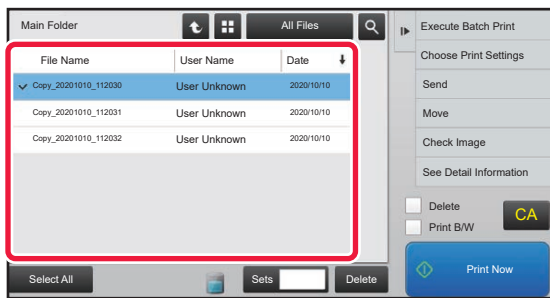 Main Folder
All Files
File Name User Name Date
Copy_20201010_112030 User Unknown 2020/10/10
Copy_20201010_112031 User Unknown 2020/10/10
Copy_20201010_112032 User Unknown 2020/10/10
Select All
Sets
Delete
Execute Batch Print
Choose Print Settings
Send
Move
Check Image
See Detail Information
Delete
Print B/W
CA
Print Now